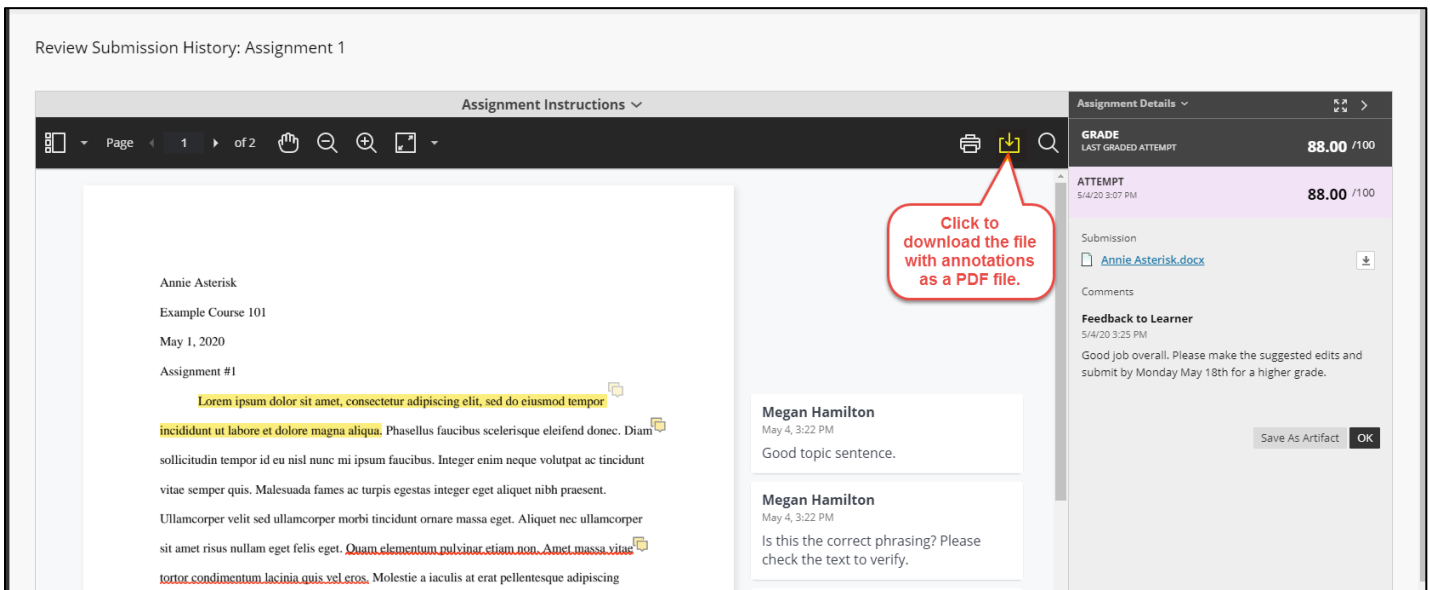 Review Submission History: Assignment 1
Assignment Instructions
Page 1 of 2
Click to
download the file
with annotations
as a PDF file.
Annie Asterisk
Example Course 101
May 1, 2020
Assignment #1
Lorem ipsum dolor sit amet, consectetur adipiscing elit, sed do eiusmod tempor
incididunt ut labore et dolore magna aliqua. Phasellus faucibus scelerisque eleifend donec. Diam
sollicitudin tempor id eu nisl nunc mi ipsum faucibus. Integer enim neque volutpat ac tincidunt
vitae semper quis. Malesuada fames ac turpis egestas integer eget aliquet nibh praesent.
Ullamcorper velit sed ullamcorper morbi tincidunt ornare massa eget. Aliquet nec ullamcorper
sit amet risus nullam eget felis eget. Quam elementum pulvinar etiam non. Amet massa vitae
tortor condimentum lacinia quis vel eros. Molestie a iaculis at erat pellentesque adipiscing
Megan Hamilton
May 4, 3:22 PM
Good topic sentence.
Megan Hamilton
May 4, 3:22 PM
Is this the correct phrasing? Please
check the text to verify.
Assignment Details
GRADE
LAST GRADED ATTEMPT
88.00 /100
ATTEMPT
5/4/20 3:07 PM
88.00 /100
Submission
Annie Asterisk.docx
Comments
Feedback to Learner
5/4/20 3:25 PM
Good job overall. Please make the suggested edits and
submit by Monday May 18th for a higher grade.
Save As Artifact
OK